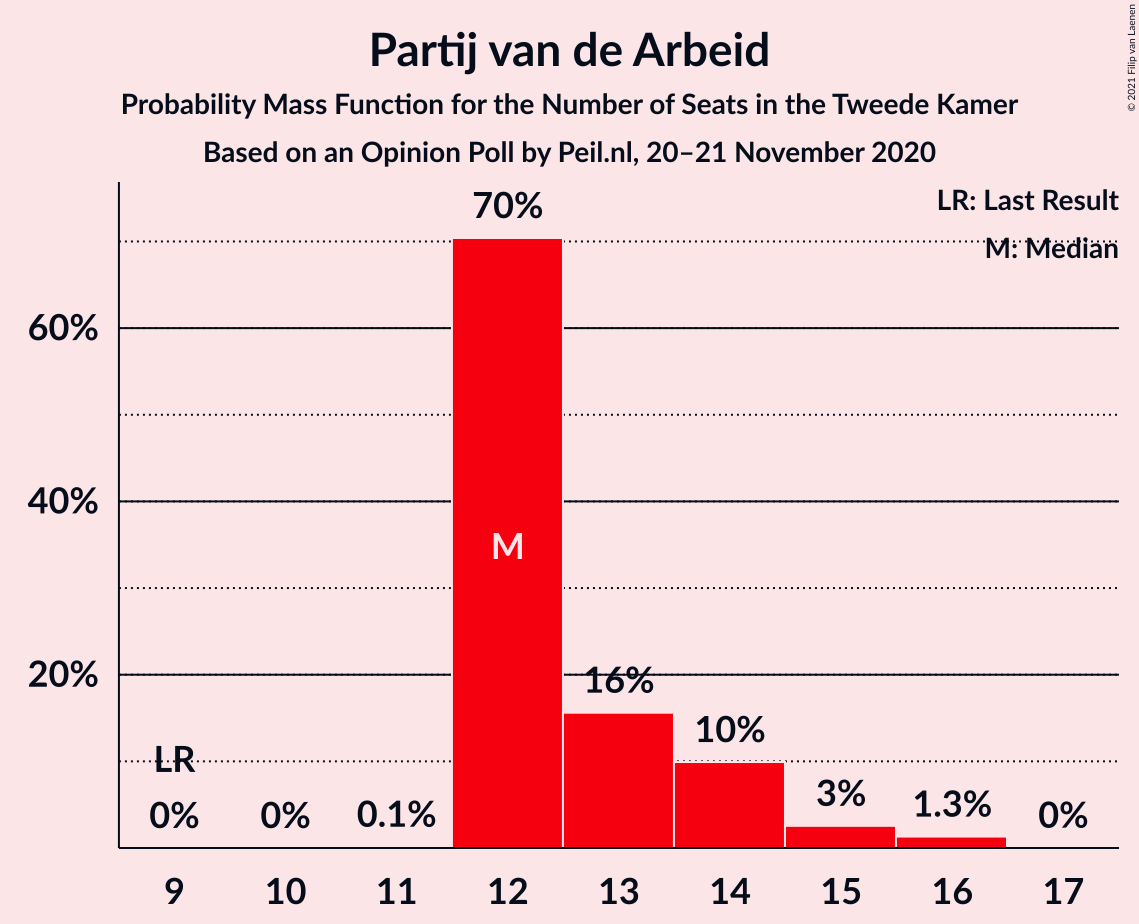 Partij van de Arbeid
Probability Mass Function for the Number of Seats in the Tweede Kamer
Based on an Opinion Poll by Peil.nl, 20–21 November 2020
© 2021 Filip van Laenen
LR: Last Result
M: Median
70%
60%
40%
20%
M
16%
10%
LR
0%
0%
0.1%
3%
1.3%
0%
9 10 11 12 13 14 15 16 17